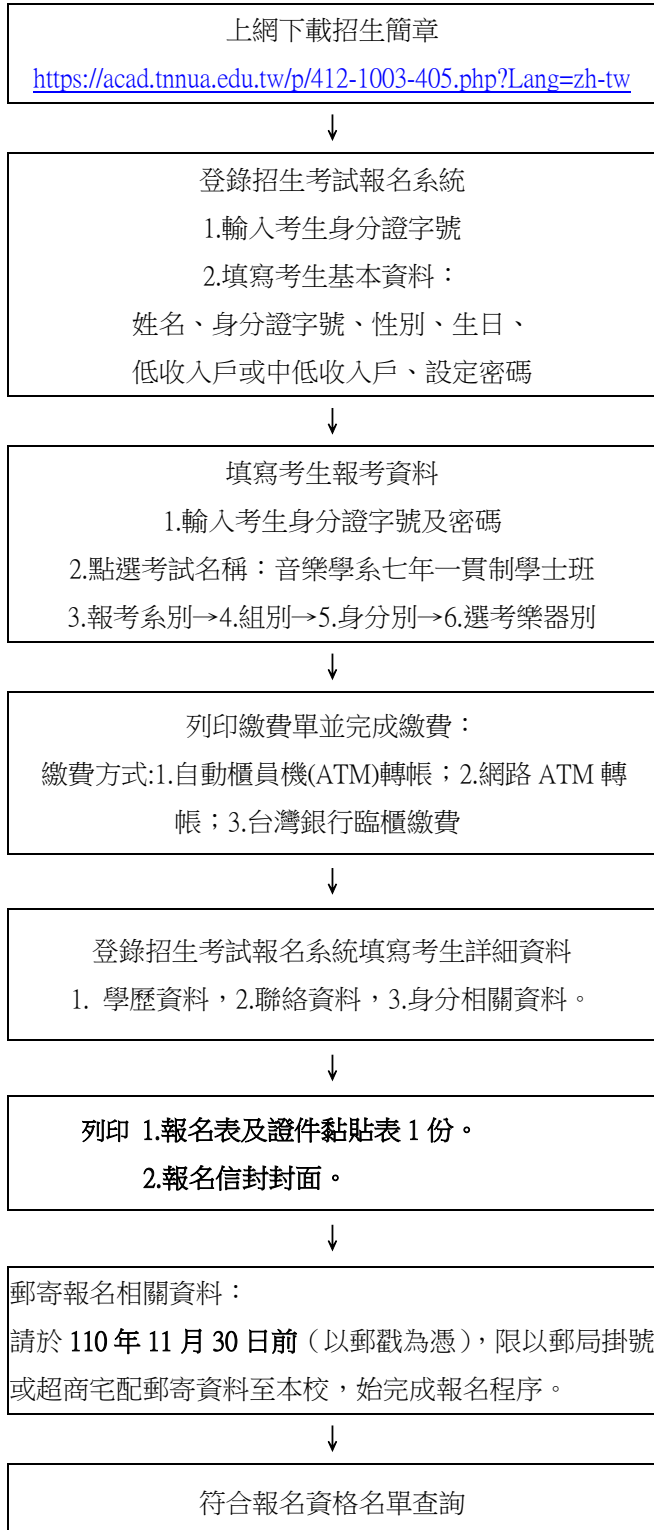 上網下載招生簡章
https://acad.tnnua.edu.tw/p/412-1003-405.php?Lang=zh-tw
↓
登錄招生考試報名系統
1.輸入考生身分證字號
2.填寫考生基本資料：
姓名、身分證字號、性別、生日、
低收入戶或中低收入戶、設定密碼
↓
填寫考生報考資料
1.輸入考生身分證字號及密碼
2.點選考試名稱：音樂學系七年一貫制學士班
3.報考系別→4.組別→5.身分別→6.選考樂器別
↓
列印繳費單並完成繳費：
繳費方式:1.自動櫃員機(ATM)轉帳；2.網路 ATM 轉
帳；3.台灣銀行臨櫃繳費
↓
登錄招生考試報名系統填寫考生詳細資料
1. 學歷資料，2.聯絡資料，3.身分相關資料。
↓
列印 1.報名表及證件黏貼表 1 份。
2.報名信封封面。
↓
郵寄報名相關資料：
請於 110 年 11 月 30 日前（以郵戳為憑），限以郵局掛號
或超商宅配郵寄資料至本校，始完成報名程序。
↓
符合報名資格名單查詢